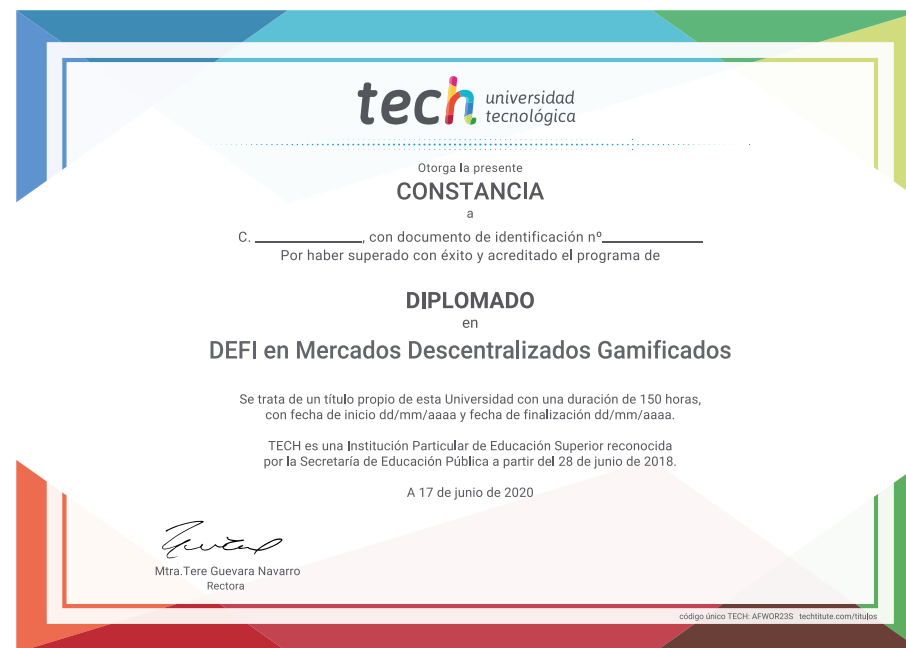 tech universidad
tecnológica
Otorga la presente
CONSTANCIA
a
C. ____________, con documento de identificación nº____________
Por haber superado con éxito y acreditado el programa de
DIPLOMADO
en
DEFI en Mercados Descentralizados Gamificados
Se trata de un título propio de esta Universidad con una duración de 150 horas,
con fecha de inicio dd/mm/aaaa y fecha de finalización dd/mm/aaaa.
TECH es una Institución Particular de Educación Superior reconocida
por la Secretaría de Educación Pública a partir del 28 de junio de 2018.
A 17 de junio de 2020
Mtra.Tere Guevara Navarro
Rectora
código único TECH: AFWOR23S techtitute.com/titulos